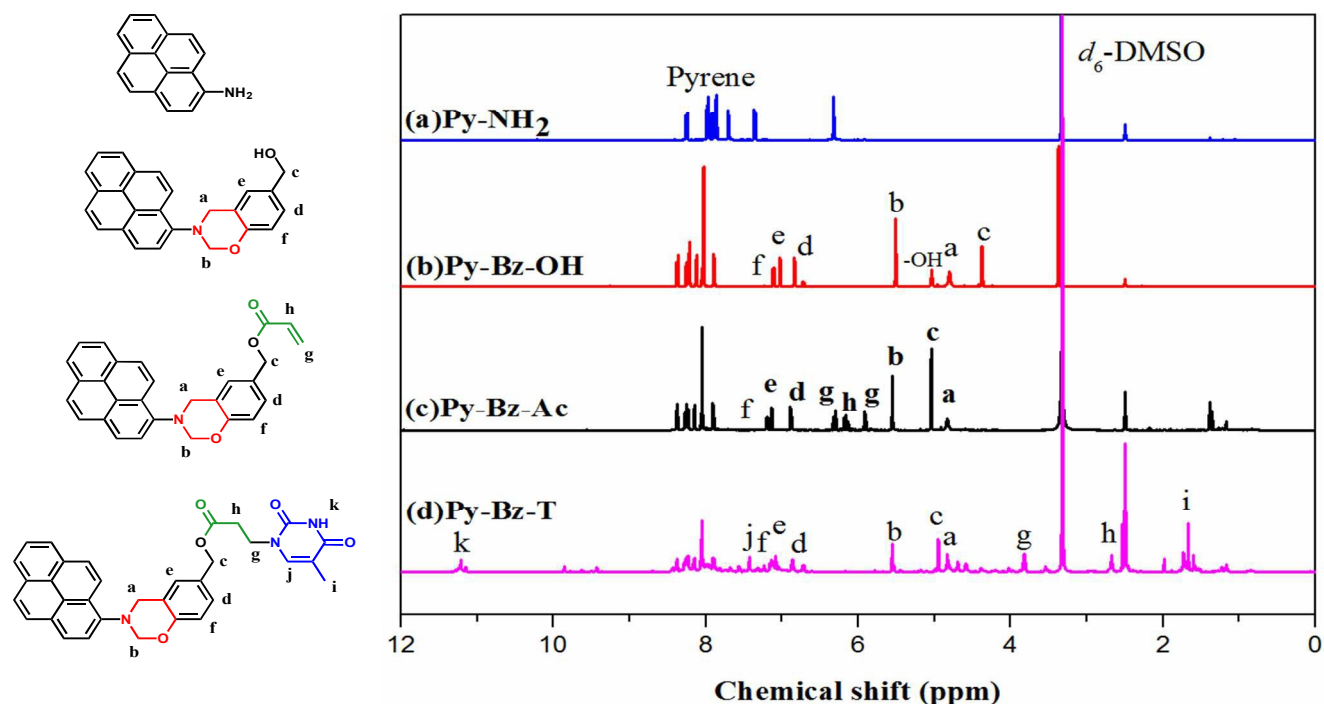 NH2
HO
c
a
e
d
N
f
O
b
h
O
O
g
c
a
e
d
N
f
O
b
O
h
O
k
NH
O
c
g
N
O
a
e
j
i
d
N
f
O
b
Pyrene
d6-DMSO
(a)Py-NH2
b
e
d
f
-OH
a
c
(b)Py-Bz-OH
c
b
e
d
g
h
g
a
f
(c)Py-Bz-Ac
(d)Py-Bz-T
i
k
j
f
e
d
b
c
a
g
h
12
10
8
6
4
2
0
Chemical shift (ppm)